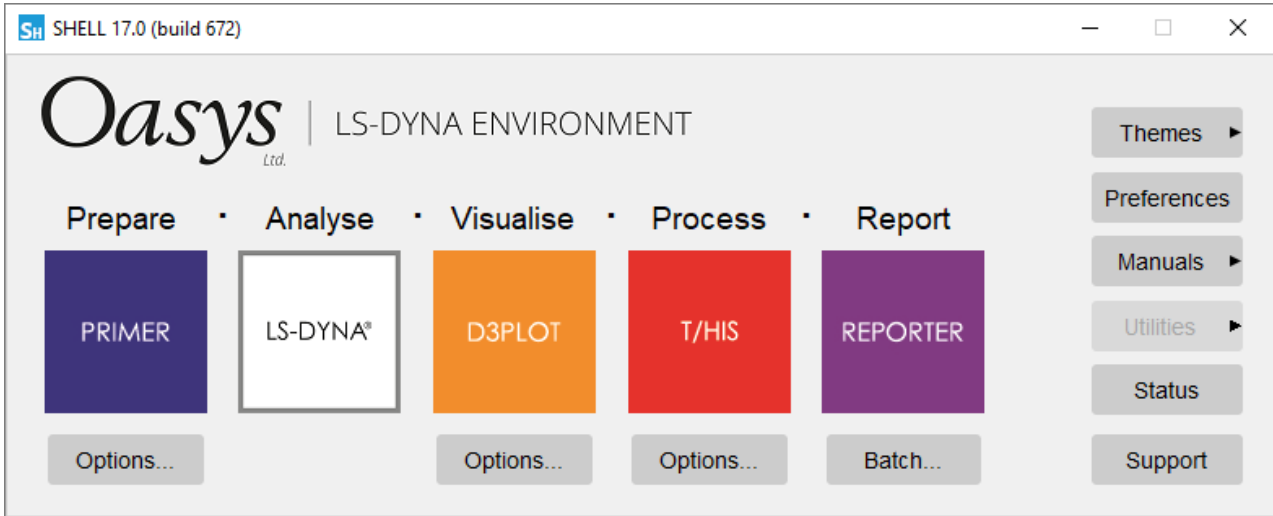 SH SHELL 17.0 (build 672)
Oasys Ltd. | LS-DYNA ENVIRONMENT
Prepare · Analyse · Visualise · Process · Report
PRIMER LS-DYNA® D3PLOT T/HIS REPORTER
Options... Options... Options... Batch...
Themes
Preferences
Manuals
Utilities
Status
Support